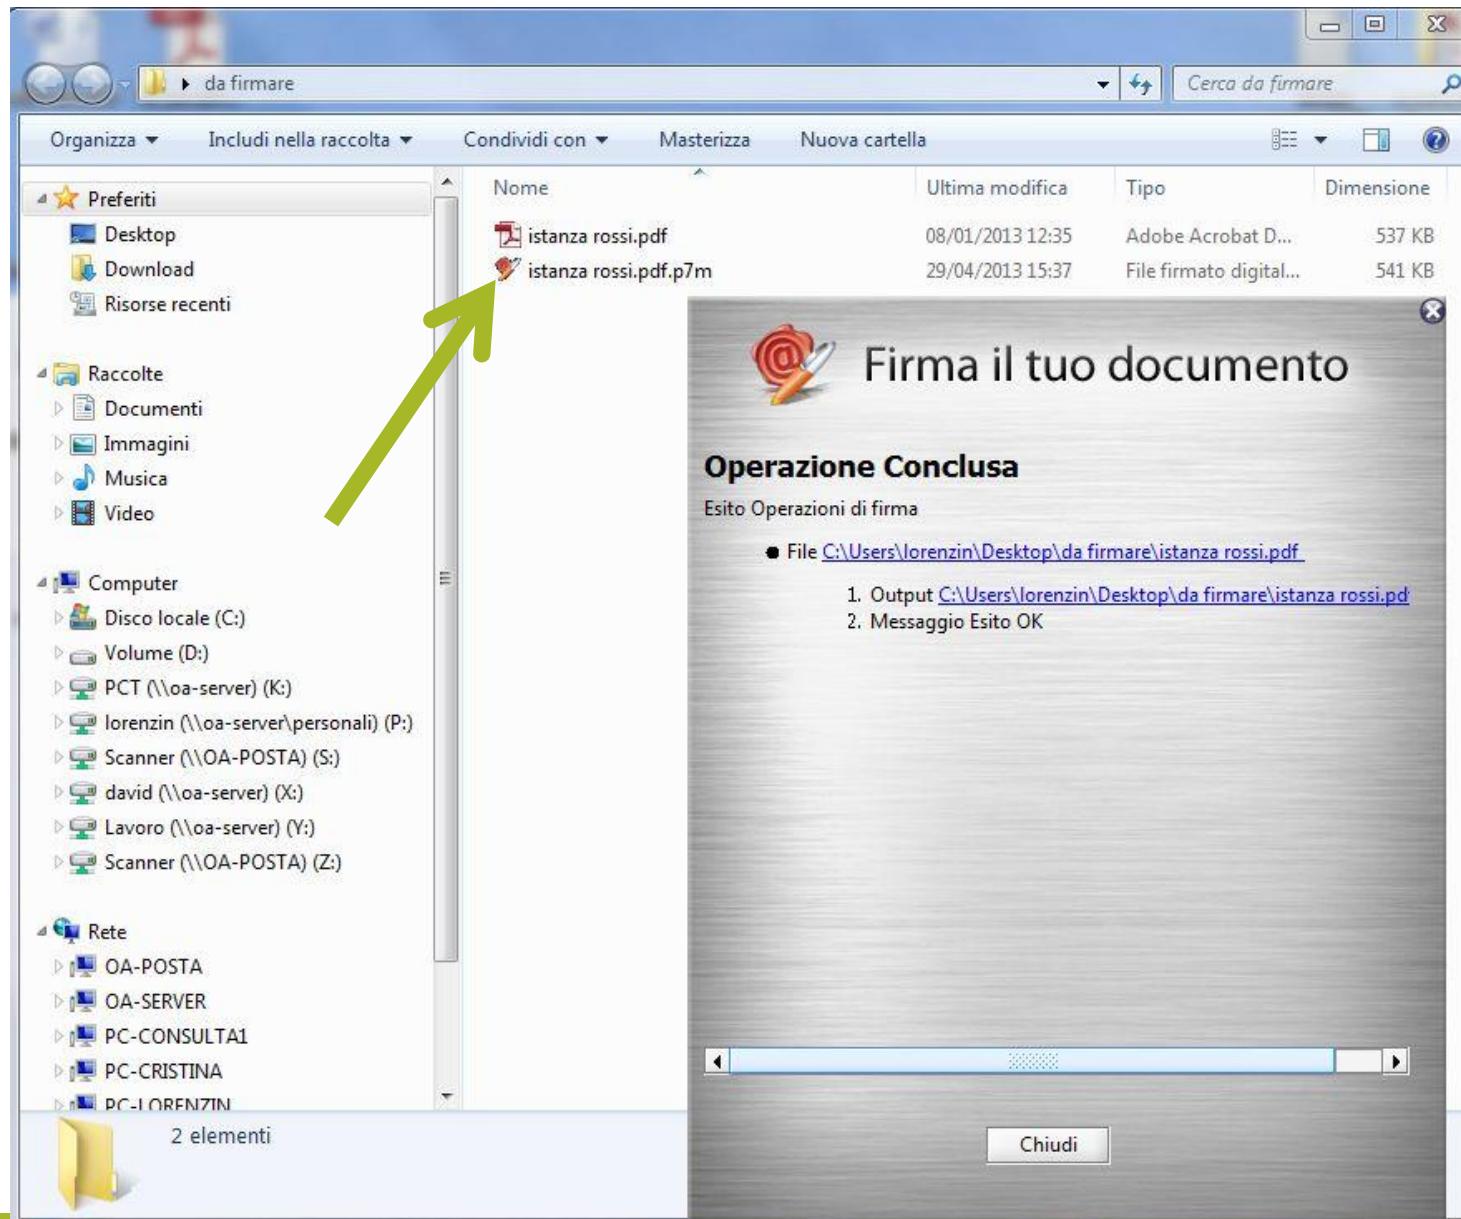 da firmare
Cerca da firmare
Organizza
Includi nella raccolta
Condividi con
Masterizza
Nuova cartella
Preferiti
Desktop
Download
Risorse recenti
Raccolte
Documenti
Immagini
Musica
Video
Computer
Disco locale (C:)
Volume (D:)
PCT (\\oa-server) (K:)
lorenzin (\\oa-server\personali) (P:)
Scanner (\\OA-POSTA) (S:)
david (\\oa-server) (X:)
Lavoro (\\oa-server) (Y:)
Scanner (\\OA-POSTA) (Z:)
Rete
OA-POSTA
OA-SERVER
PC-CONSULTA1
PC-CRISTINA
PC-LORENZIN
Nome Ultima modifica Tipo Dimensione
istanza rossi.pdf 08/01/2013 12:35 Adobe Acrobat D... 537 KB
istanza rossi.pdf.p7m 29/04/2013 15:37 File firmato digital... 541 KB
Firma il tuo documento
Operazione Conclusa
Esito Operazioni di firma
File C:\Users\lorenzin\Desktop\da firmare\istanza rossi.pdf
1. Output C:\Users\lorenzin\Desktop\da firmare\istanza rossi.pd
2. Messaggio Esito OK
Chiudi
2 elementi